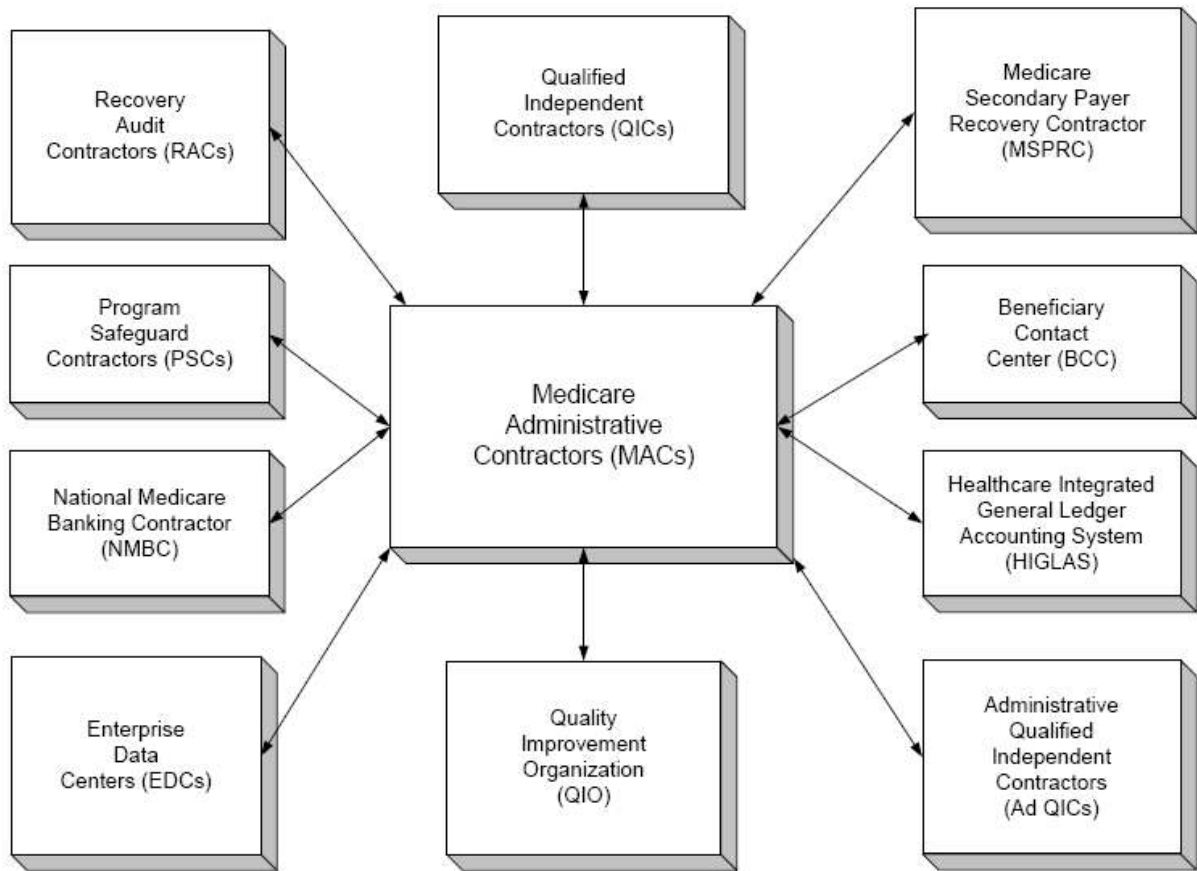 Recovery
Audit
Contractors (RACs)
Qualified
Independent
Contractors (QICs)
Medicare
Secondary Payer
Recovery Contractor
(MSPRC)
Program
Safeguard
Contractors (PSCs)
Medicare
Administrative
Contractors (MACs)
Beneficiary
Contact
Center (BCC)
National Medicare
Banking Contractor
(NMBC)
Healthcare Integrated
General Ledger
Accounting System
(HIGLAS)
Enterprise
Data
Centers (EDCs)
Quality
Improvement
Organization
(QIO)
Administrative
Qualified
Independent
Contractors
(Ad QICs)